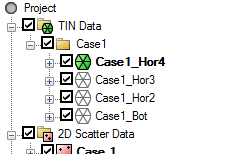 Project
TIN Data
Case1
Case1_Hor4
Case1_Hor3
Case1_Hor2
Case1_Bot
2D Scatter Data
Case_1